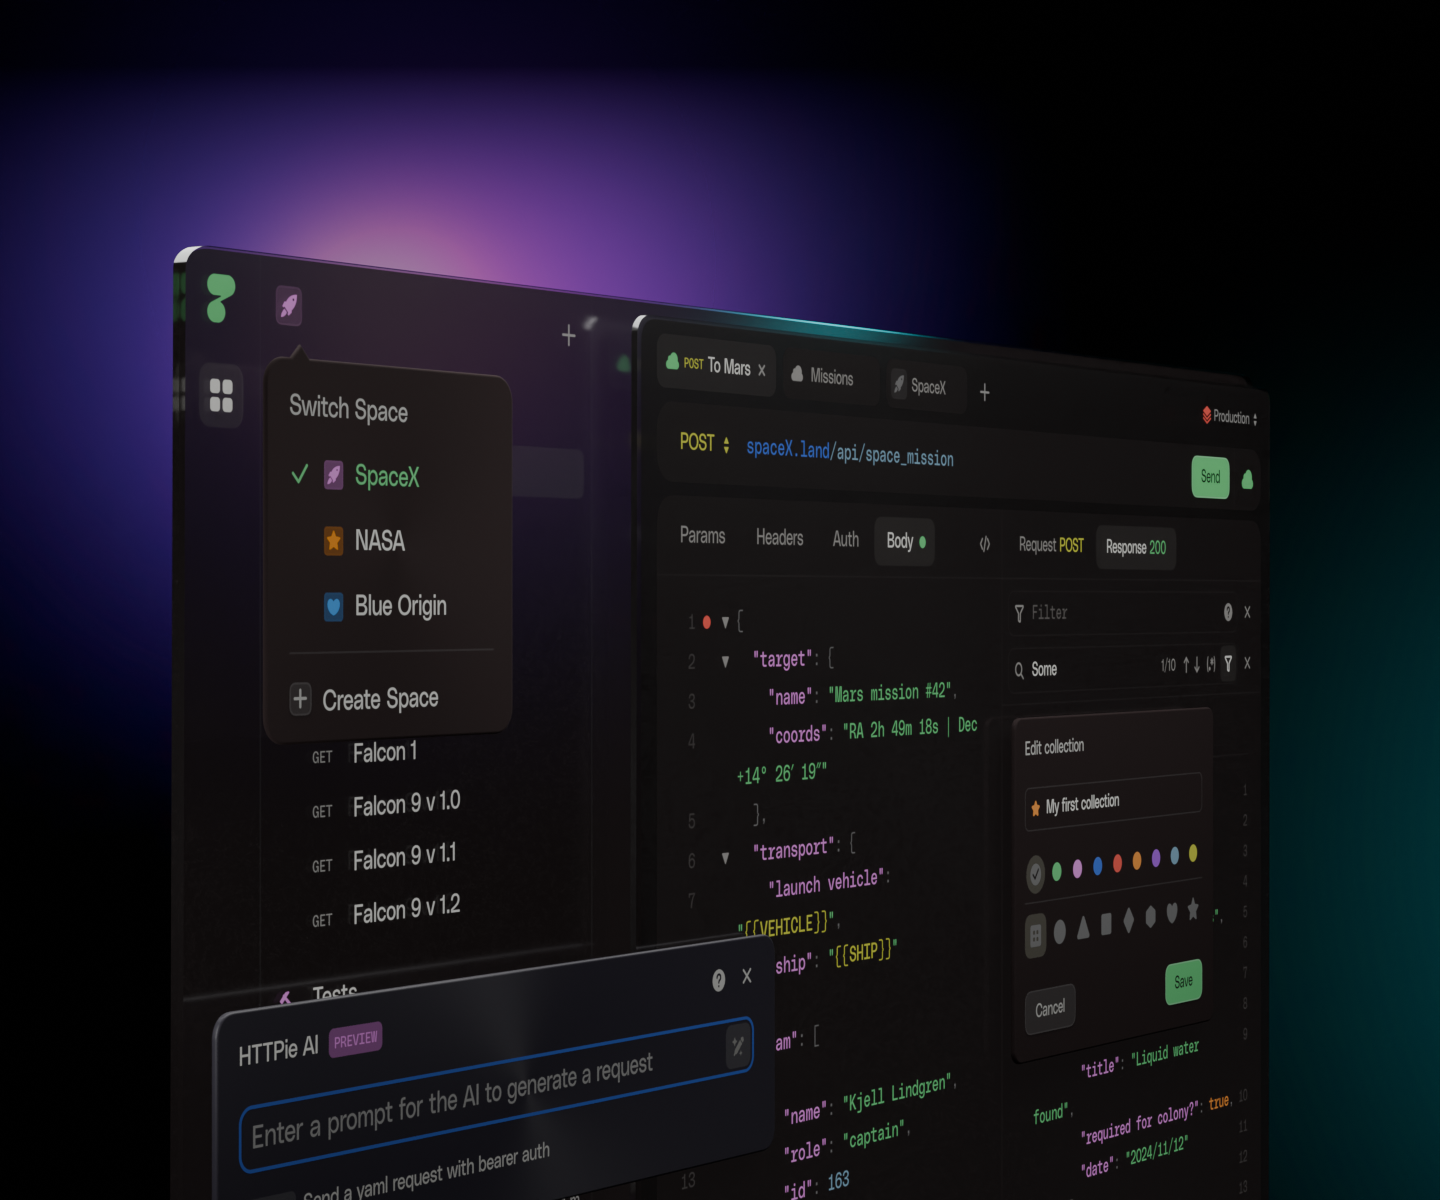 Switch Space
SpaceX
NASA
Blue Origin
Create Space
GET Falcon 1
GET Falcon 9 v 1.0
GET Falcon 9 v 1.1
GET Falcon 9 v 1.2
Tests
HTTPie AI PREVIEW
Enter a prompt for the AI to generate a request
Send a yaml request with bearer auth
POST To Mars x
Missions
SpaceX
Production
POST spaceX.land/api/space_mission
Send
Params Headers Auth Body
</>
Request POST Response 200
1 {
2 "target": {
3 "name": "Mars mission #42",
4 "coords": "RA 2h 49m 18s | Dec
+14° 26′ 19″"
5 },
6 "transport": {
7 "launch vehicle":
"{{VEHICLE}}",
ship": "{{SHIP}}"
am": [
"name": "Kjell Lindgren",
"role": "captain",
13 "id": 163
Filter
?
x
Some
1/10
x
Edit collection
My first collection
Cancel
Save
1
2
3
4
5 ",
6
7
8
9
"title": "Liquid water
found",
10
"required for colony?": true,
11
"date": "2024/11/12"
12
13